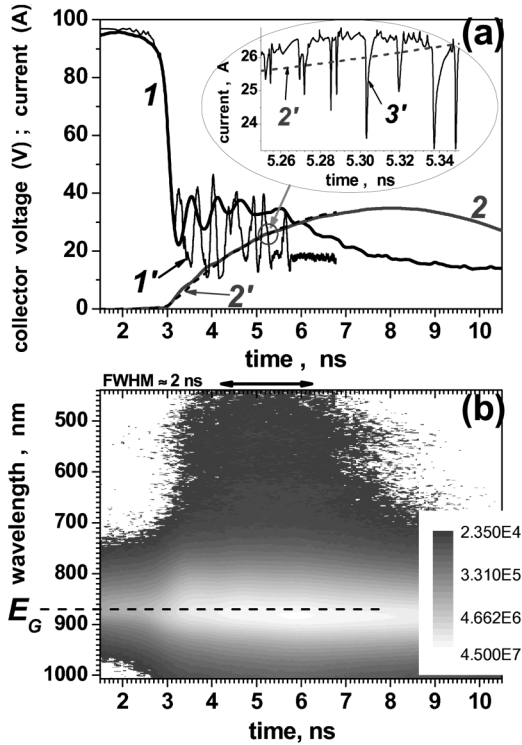 (a)
collector voltage (V); current (A)
100
80
60
40
20
0
1
1'
2'
2
2 3 4 5 6 7 8 9 10
time , ns
current, A
26
25
24
2'
3'
5.26 5.28 5.30 5.32 5.34
time , ns
FWHM ≈ 2 ns
(b)
wavelength, nm
500
600
700
800
900
1000
E_G
2.350E4
3.310E5
4.662E6
4.500E7
2 3 4 5 6 7 8 9 10
time, ns